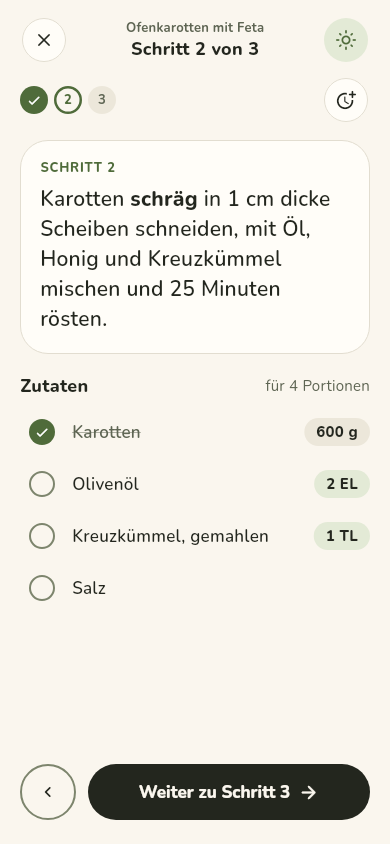 Ofenkarotten mit Feta
Schritt 2 von 3
2
3
SCHRITT 2
Karotten schräg in 1 cm dicke
Scheiben schneiden, mit Öl,
Honig und Kreuzkümmel
mischen und 25 Minuten
rösten.
Zutaten
für 4 Portionen
Karotten
600 g
Olivenöl
2 EL
Kreuzkümmel, gemahlen
1 TL
Salz
Weiter zu Schritt 3 →